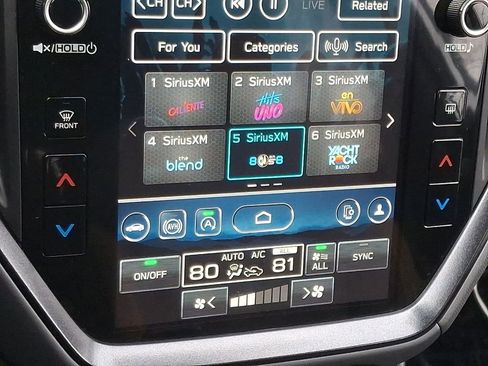 < CH CH > LIVE Related
🔇/HOLD HOLD
For You Categories Search
1 SiriusXM 2 SiriusXM 3 SiriusXM
CALIENTE Hits UNO en VIVO
4 SiriusXM 5 SiriusXM 6 SiriusXM
the blend YACHT ROCK RADIO
FRONT
AVH A
ON/OFF 80 AUTO A/C 81 ALL SYNC